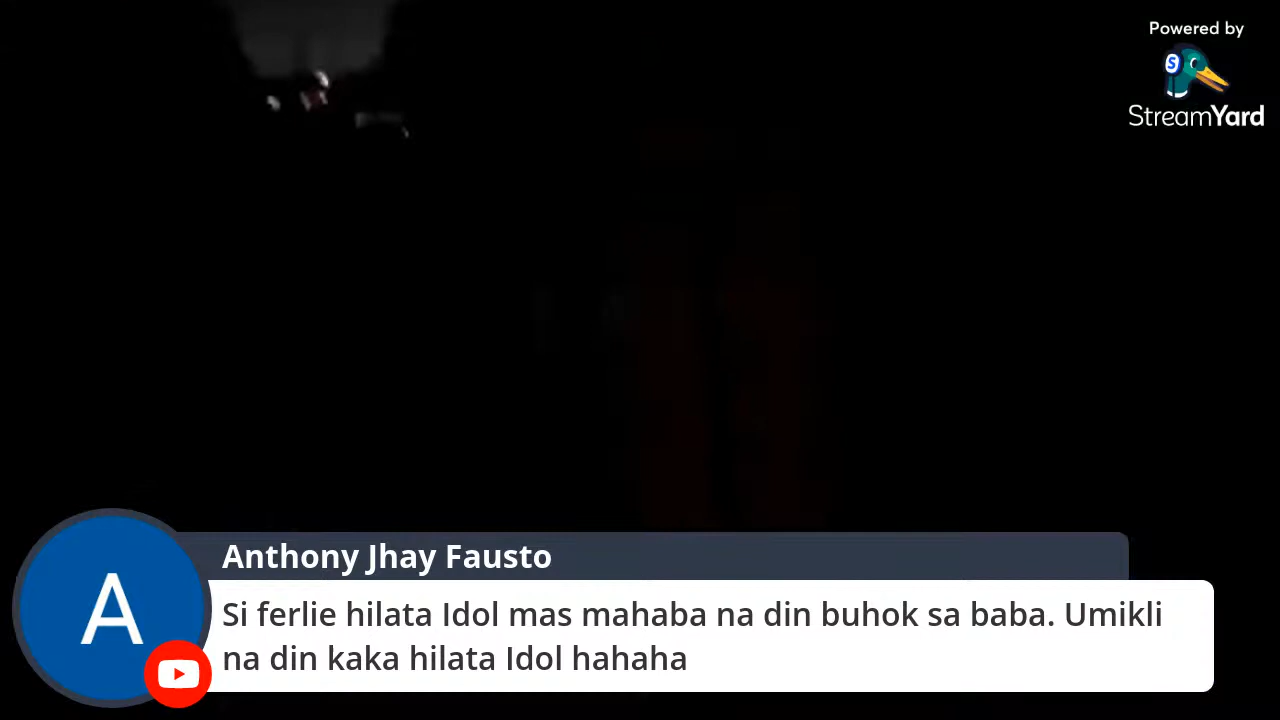 Powered by
S
StreamYard
Anthony Jhay Fausto
A
Si ferlie hilata Idol mas mahaba na din buhok sa baba. Umikli
na din kaka hilata Idol hahaha